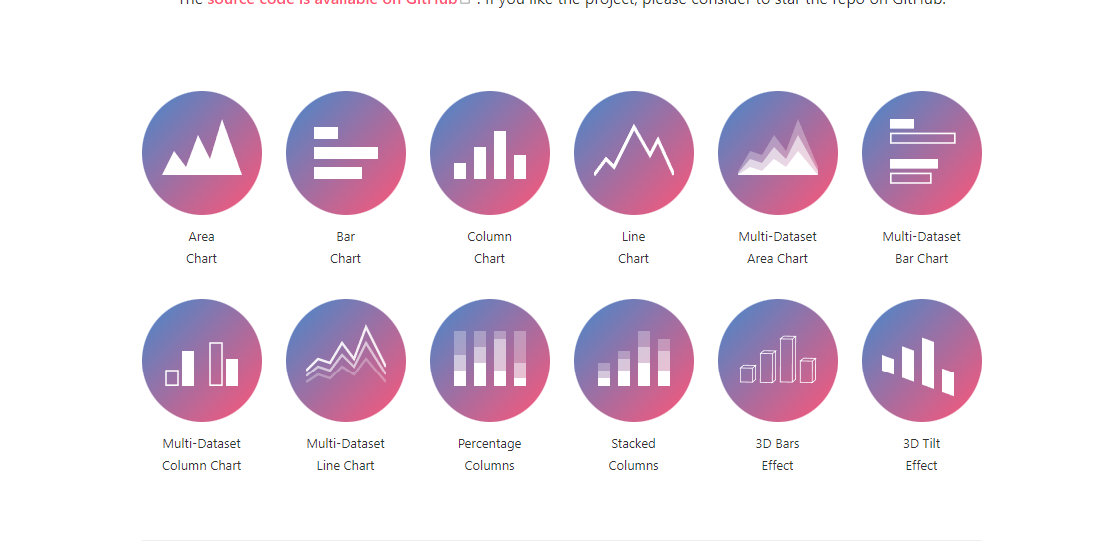 The source code is available on GitHub . If you like the project, please consider to star the repo on GitHub.
Area Chart
Bar Chart
Column Chart
Line Chart
Multi-Dataset Area Chart
Multi-Dataset Bar Chart
Multi-Dataset Column Chart
Multi-Dataset Line Chart
Percentage Columns
Stacked Columns
3D Bars Effect
3D Tilt Effect